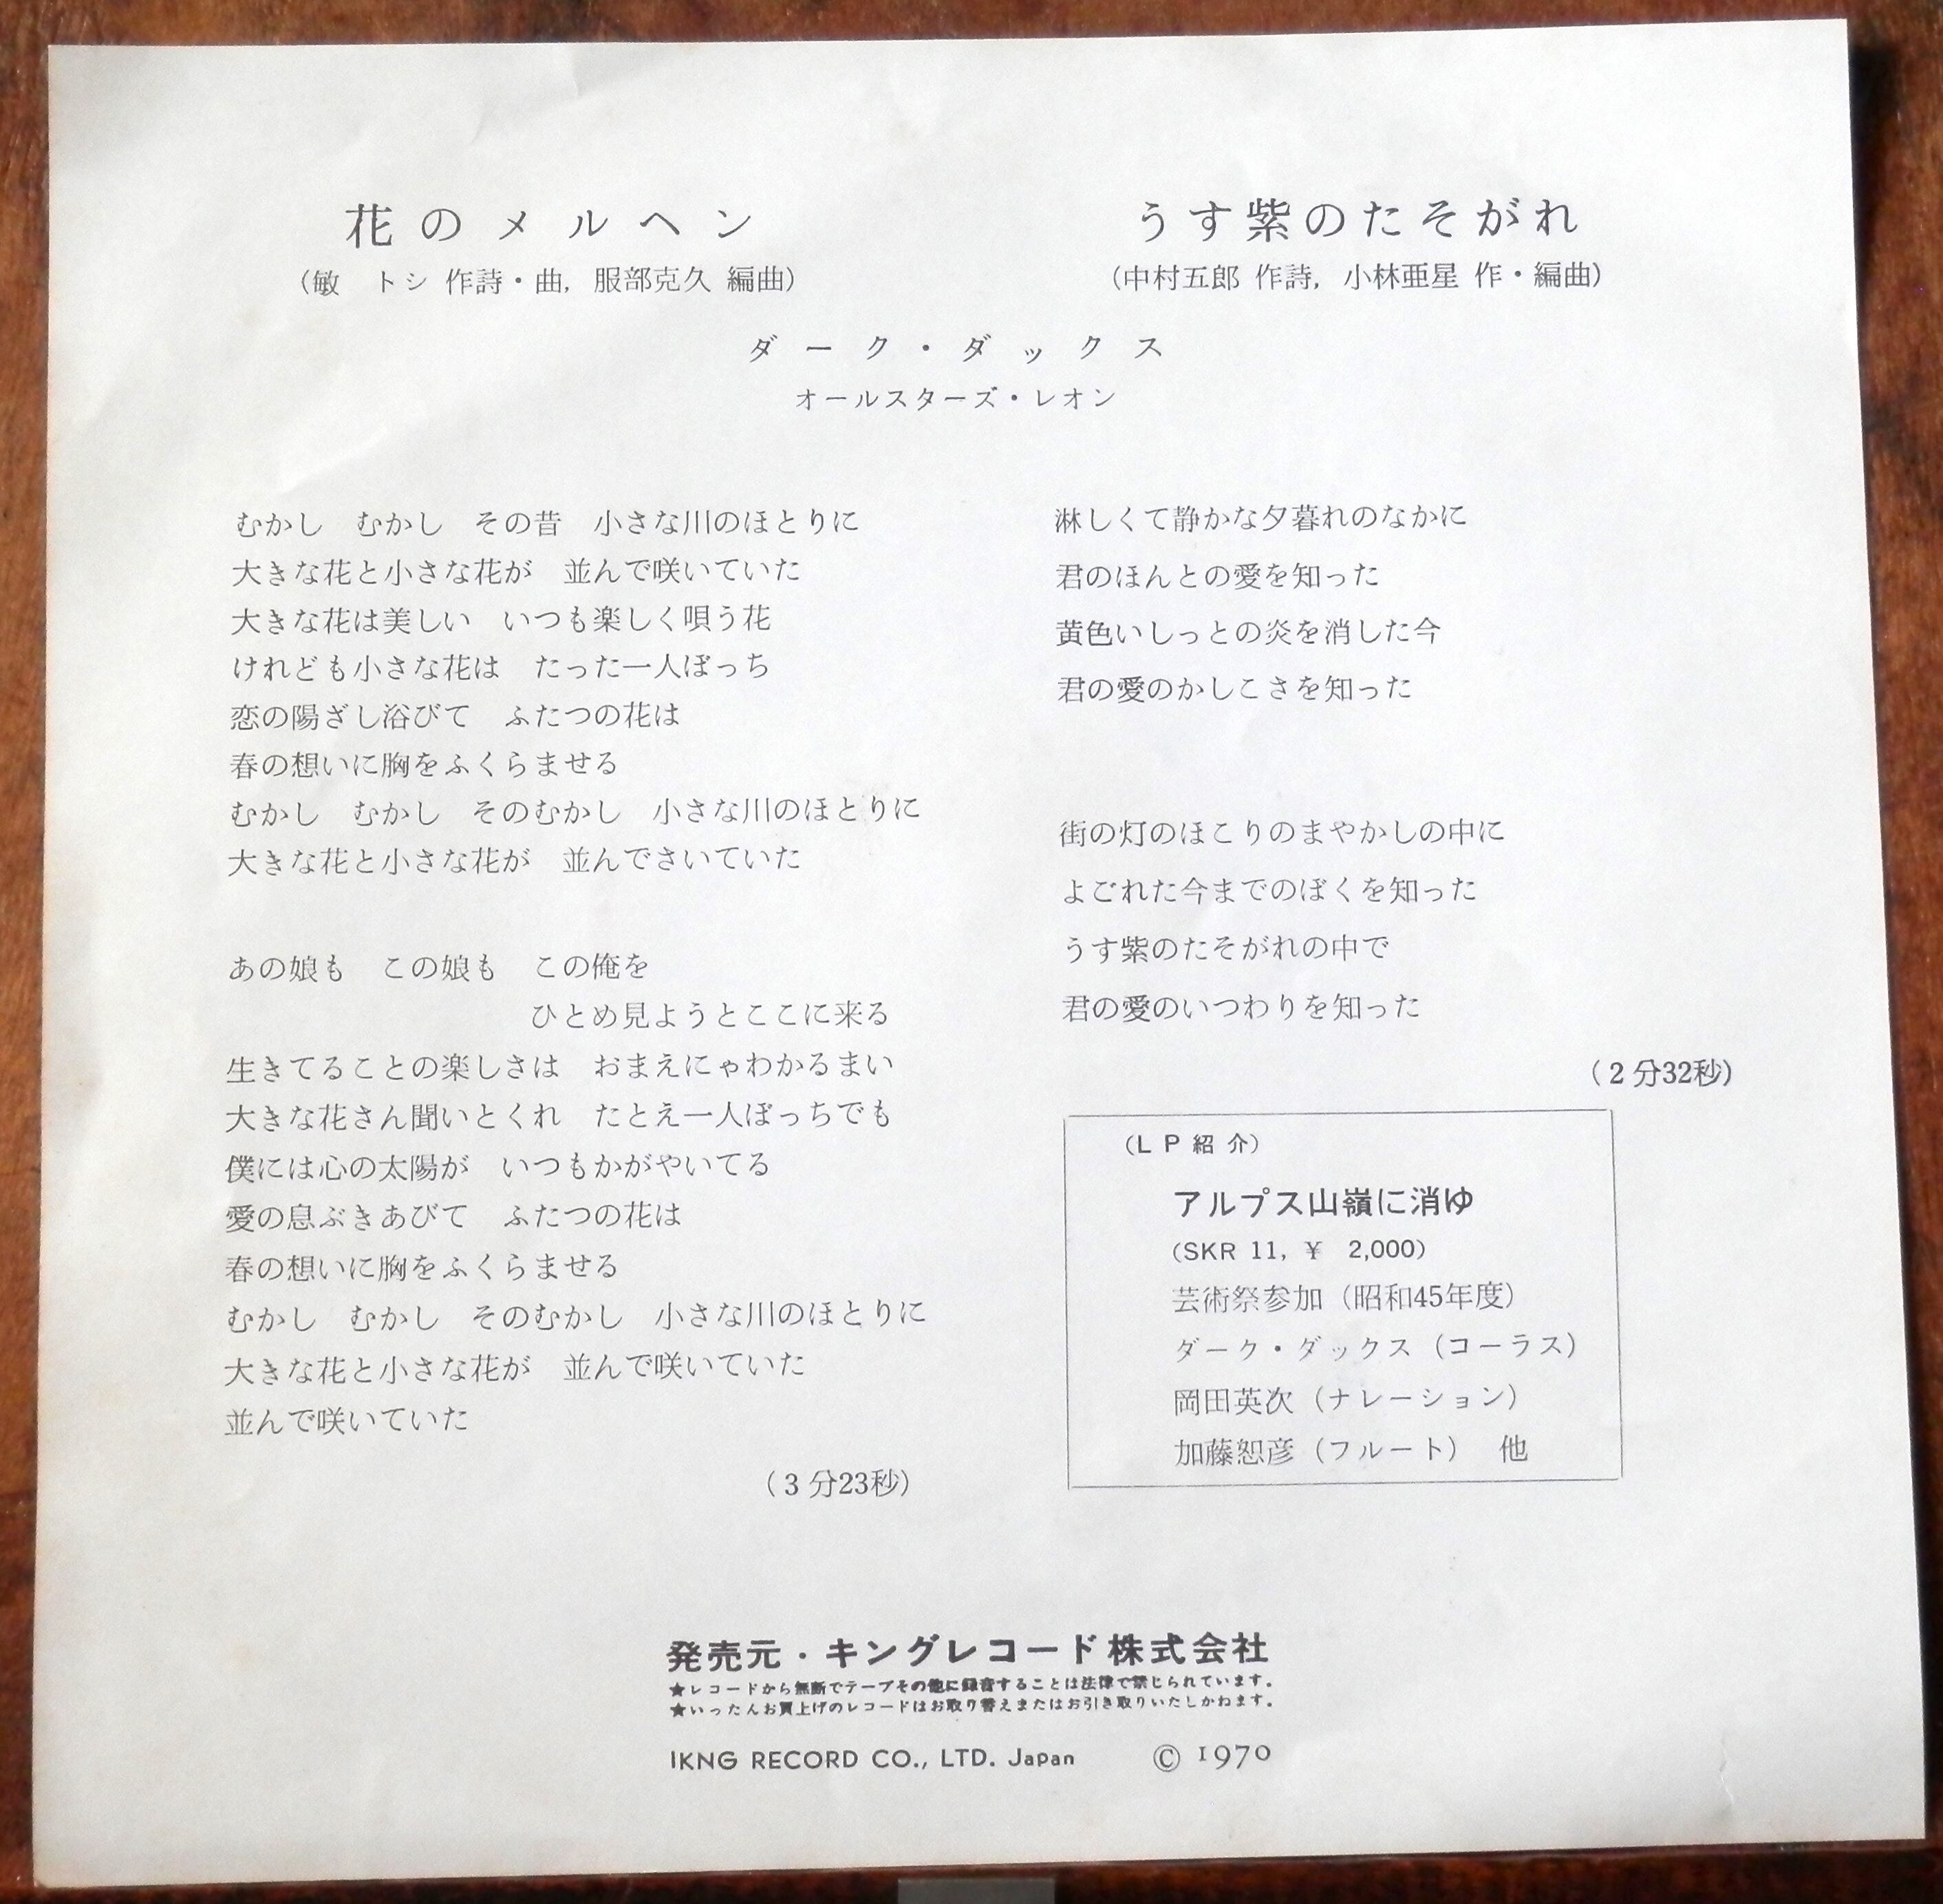 花のメルヘン
（敏　トシ 作詩・曲，服部克久 編曲）
うす紫のたそがれ
（中村五郎 作詩，小林亜星 作・編曲）
ダーク・ダックス
オールスターズ・レオン
むかし　むかし　その昔　小さな川のほとりに
大きな花と小さな花が　並んで咲いていた
大きな花は美しい　いつも楽しく唄う花
けれども小さな花は　たった一人ぼっち
恋の陽ざし浴びて　ふたつの花は
春の想いに胸をふくらませる
むかし　むかし　そのむかし　小さな川のほとりに
大きな花と小さな花が　並んでさいていた
あの娘も　この娘も　この俺を
ひとめ見ようとここに来る
生きてることの楽しさは　おまえにゃわかるまい
大きな花さん聞いとくれ　たとえ一人ぼっちでも
僕には心の太陽が　いつもかがやいてる
愛の息ぶきあびて　ふたつの花は
春の想いに胸をふくらませる
むかし　むかし　そのむかし　小さな川のほとりに
大きな花と小さな花が　並んで咲いていた
並んで咲いていた
（3分23秒）
淋しくて静かな夕暮れのなかに
君のほんとの愛を知った
黄色いしっとの炎を消した今
君の愛のかしこさを知った
街の灯のほこりのまやかしの中に
よごれた今までのぼくを知った
うす紫のたそがれの中で
君の愛のいつわりを知った
（2分32秒）
（LP紹介）
アルプス山嶺に消ゆ
（SKR 11, ¥ 2,000）
芸術祭参加（昭和45年度）
ダーク・ダックス（コーラス）
岡田英次（ナレーション）
加藤恕彦（フルート）　他
発売元・キングレコード株式会社
★レコードから無断でテープその他に録音することは法律で禁じられています。
★いったんお買上げのレコードはお取り替えまたはお引き取りいたしかねます。
IKNG RECORD CO., LTD. Japan　© 1970